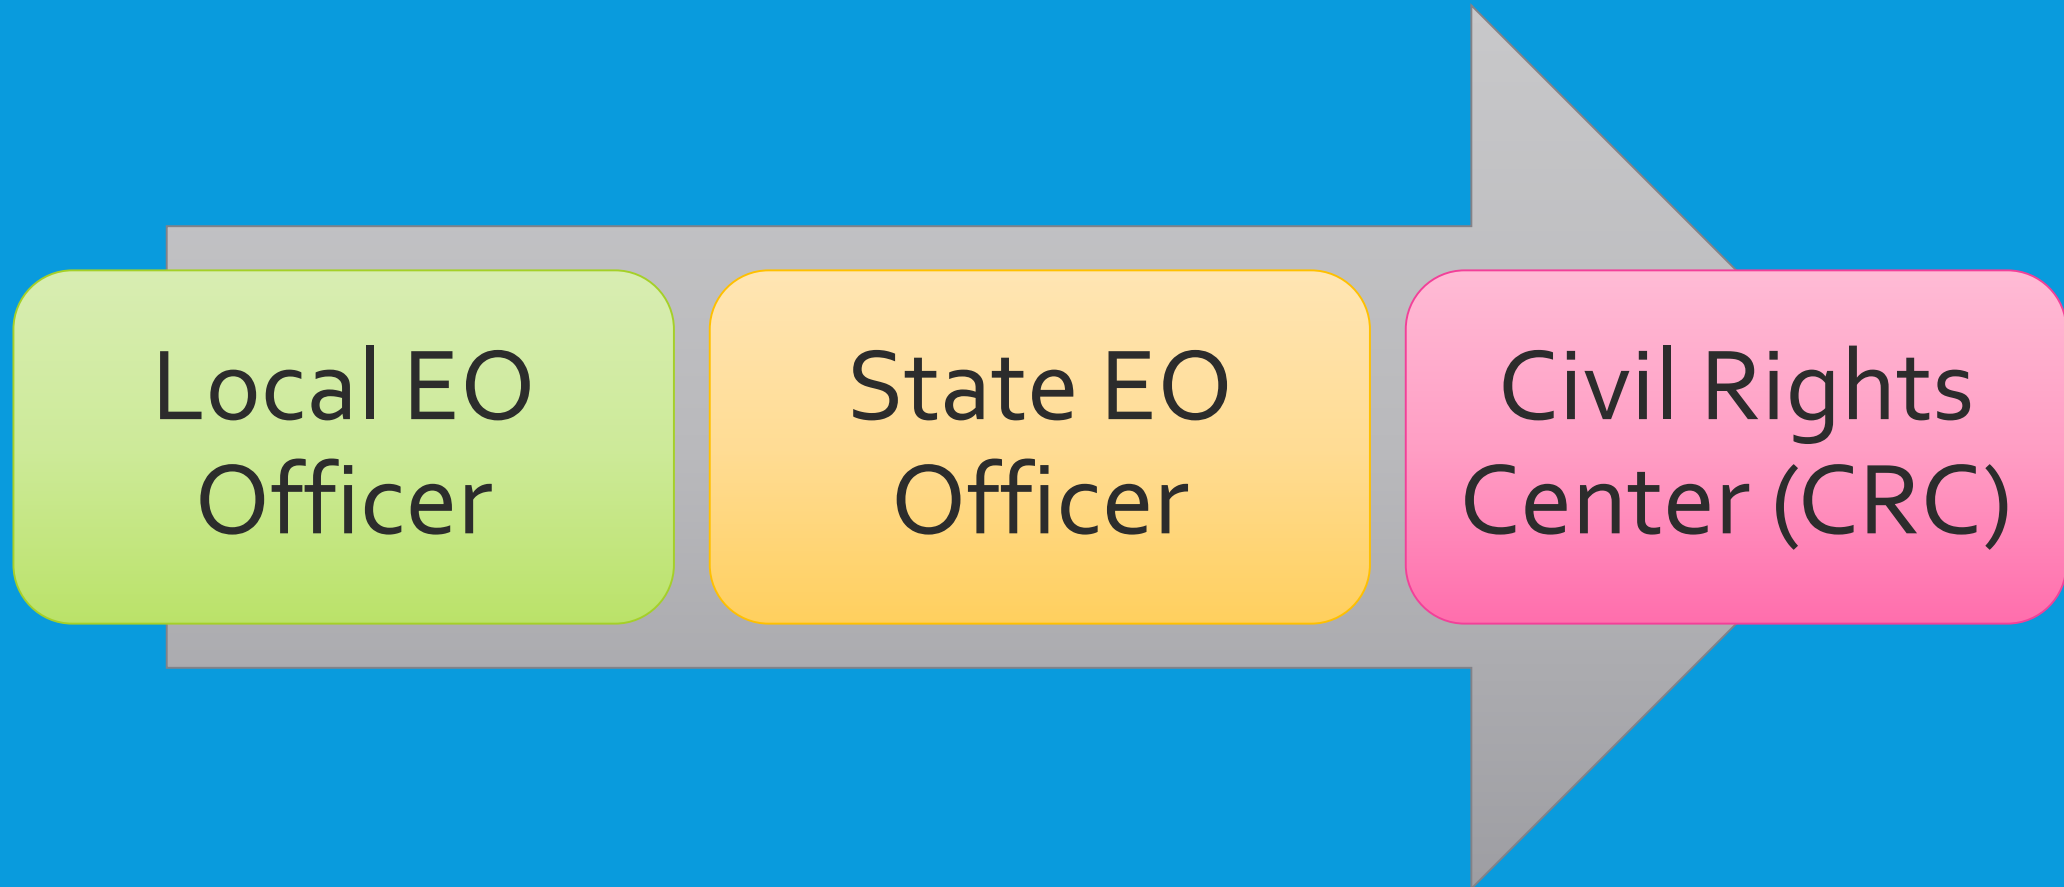 Local EO
Officer
State EO
Officer
Civil Rights
Center (CRC)